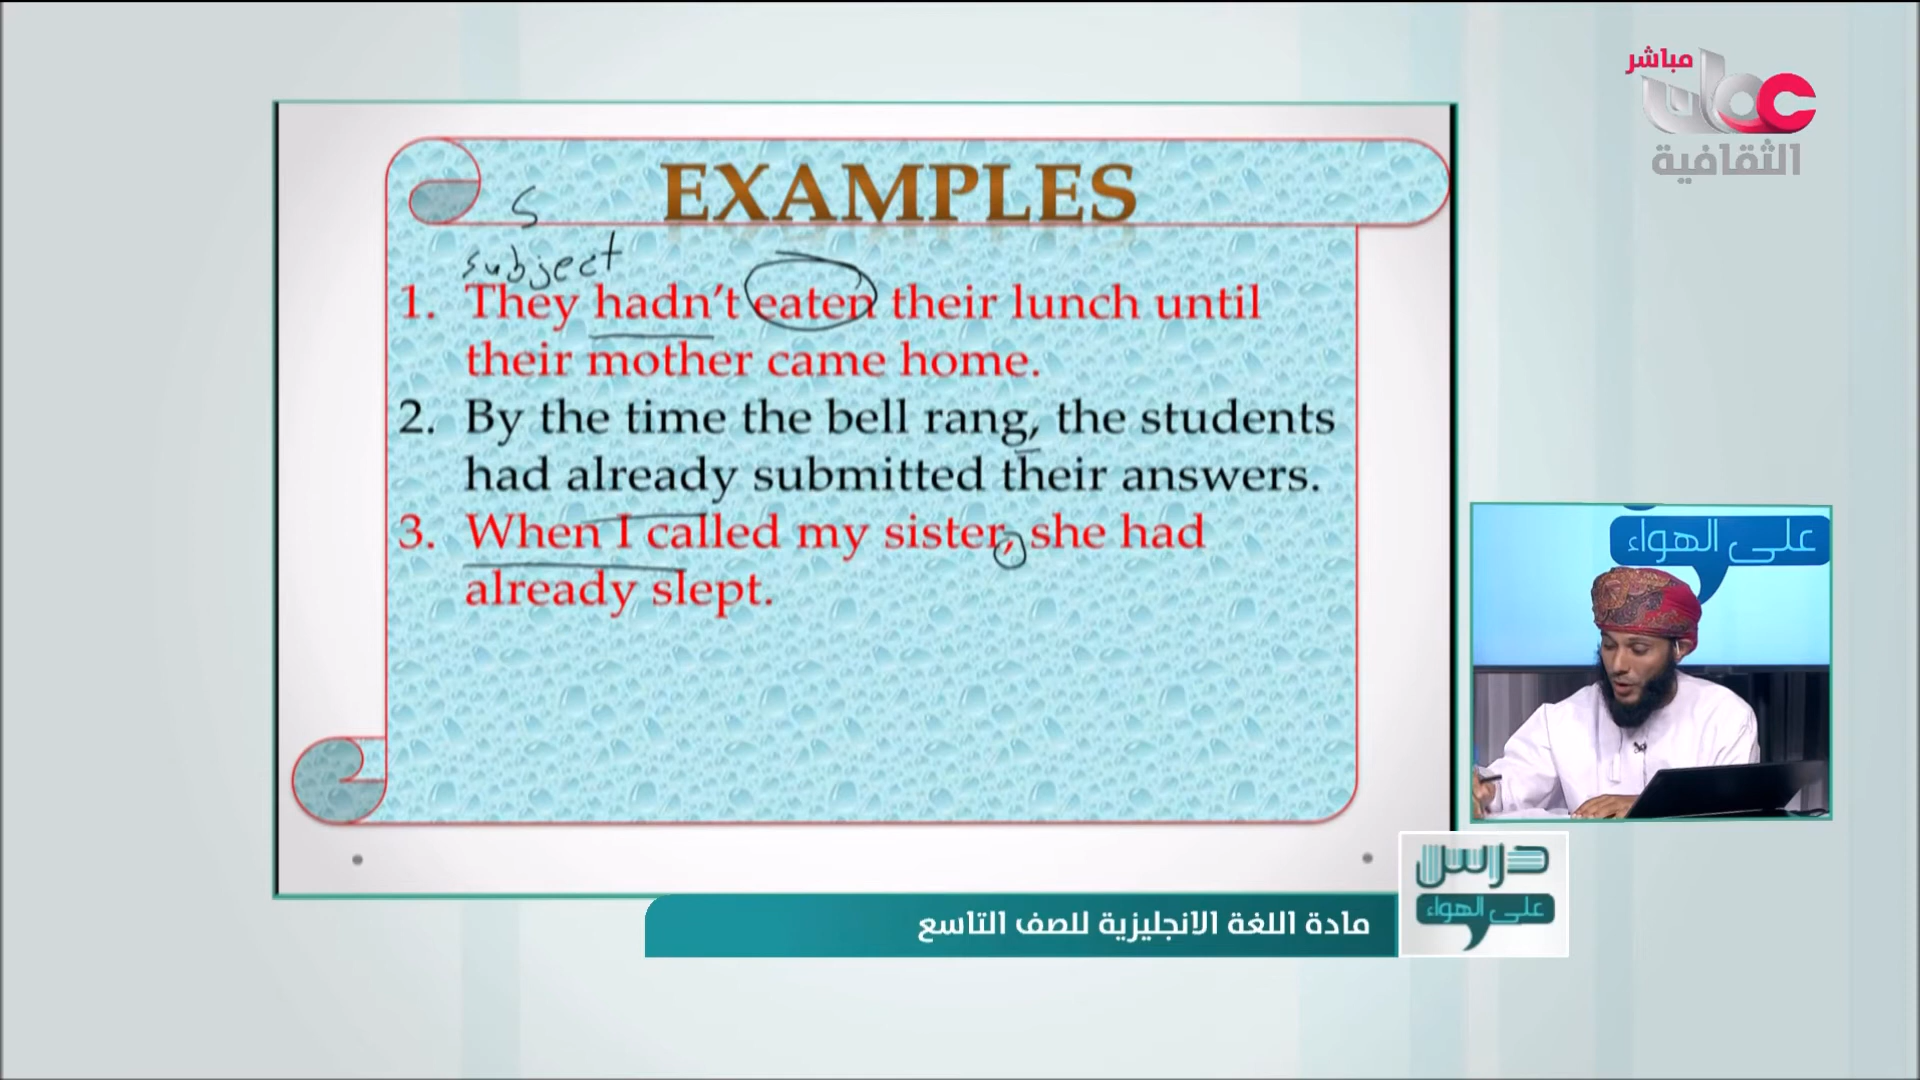 مباشر
عمان
الثقافية
EXAMPLES
S
subject
1. They hadn't eaten their lunch until
their mother came home.
2. By the time the bell rang, the students
had already submitted their answers.
3. When I called my sister, she had
already slept.
على الهواء
درس
على الهواء
مادة اللغة الانجليزية للصف التاسع